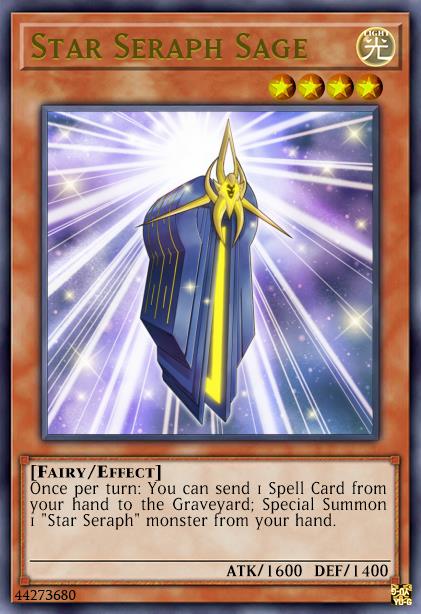 STAR SERAPH SAGE
LIGHT
光
[FAIRY/EFFECT]
Once per turn: You can send 1 Spell Card from
your hand to the Graveyard; Special Summon
1 "Star Seraph" monster from your hand.
ATK/1600 DEF/1400
44273680